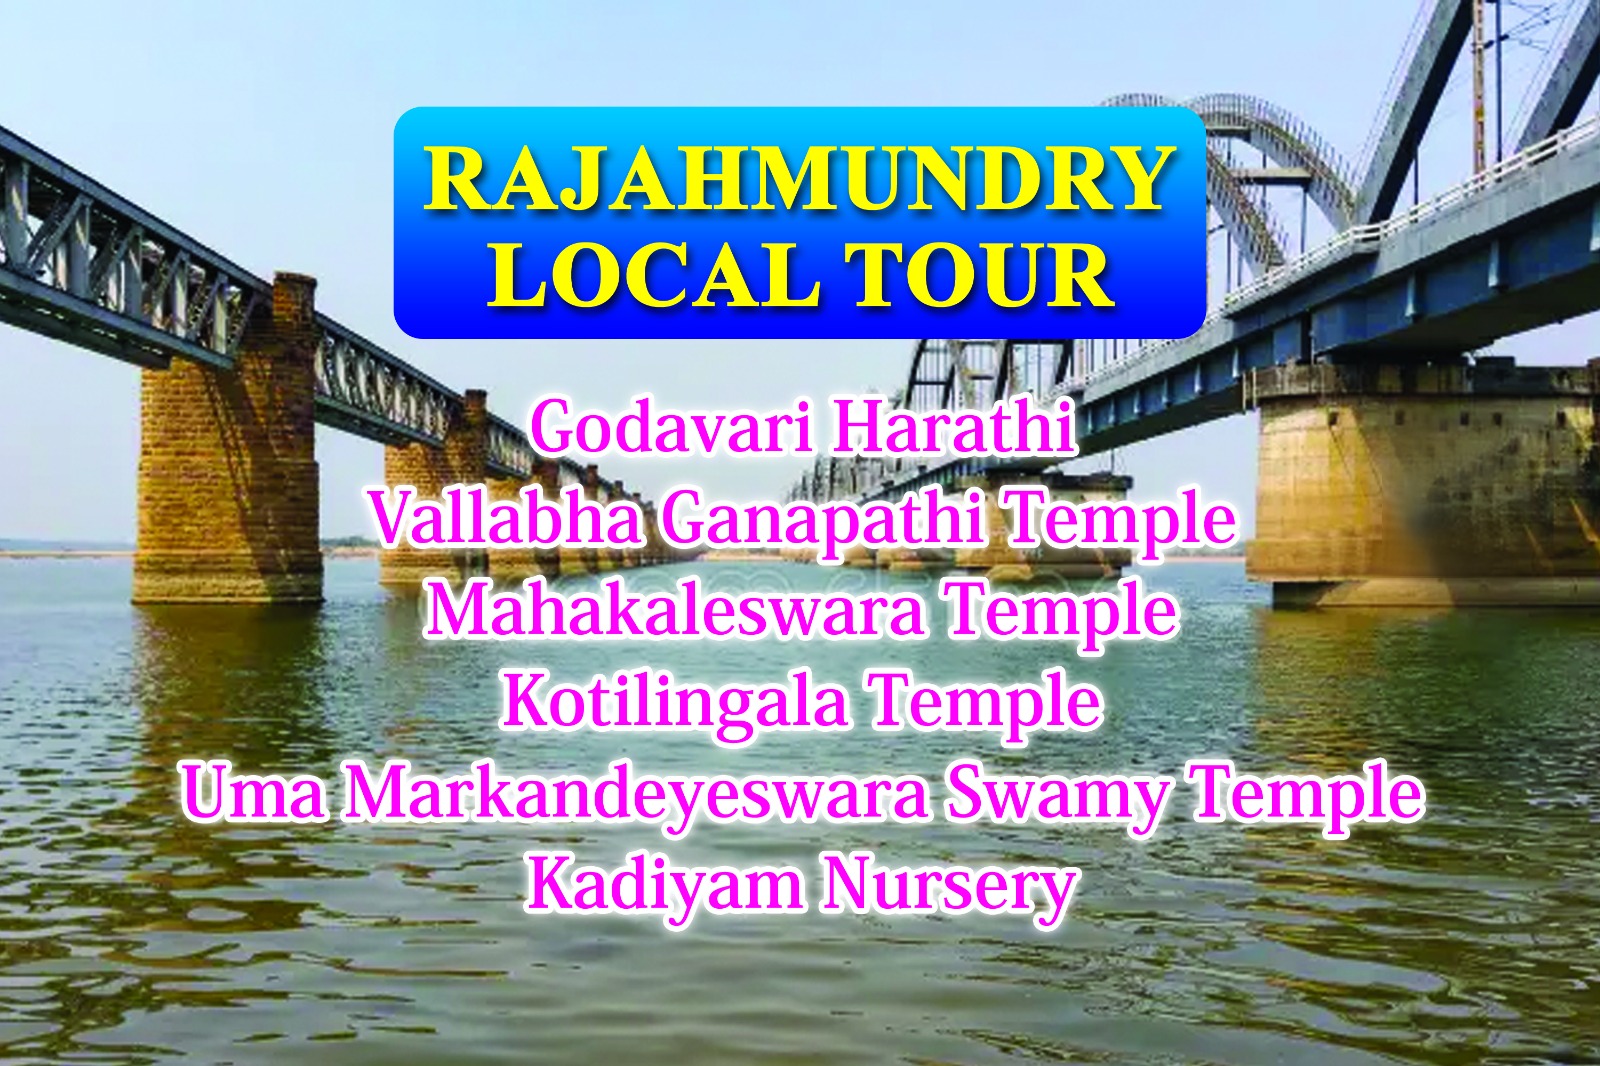 RAJAHMUNDRY
LOCAL TOUR
Godavari Harathi
Vallabha Ganapathi Temple
Mahakaleswara Temple
Kotilingala Temple
Uma Markandeyeswara Swamy Temple
Kadiyam Nursery